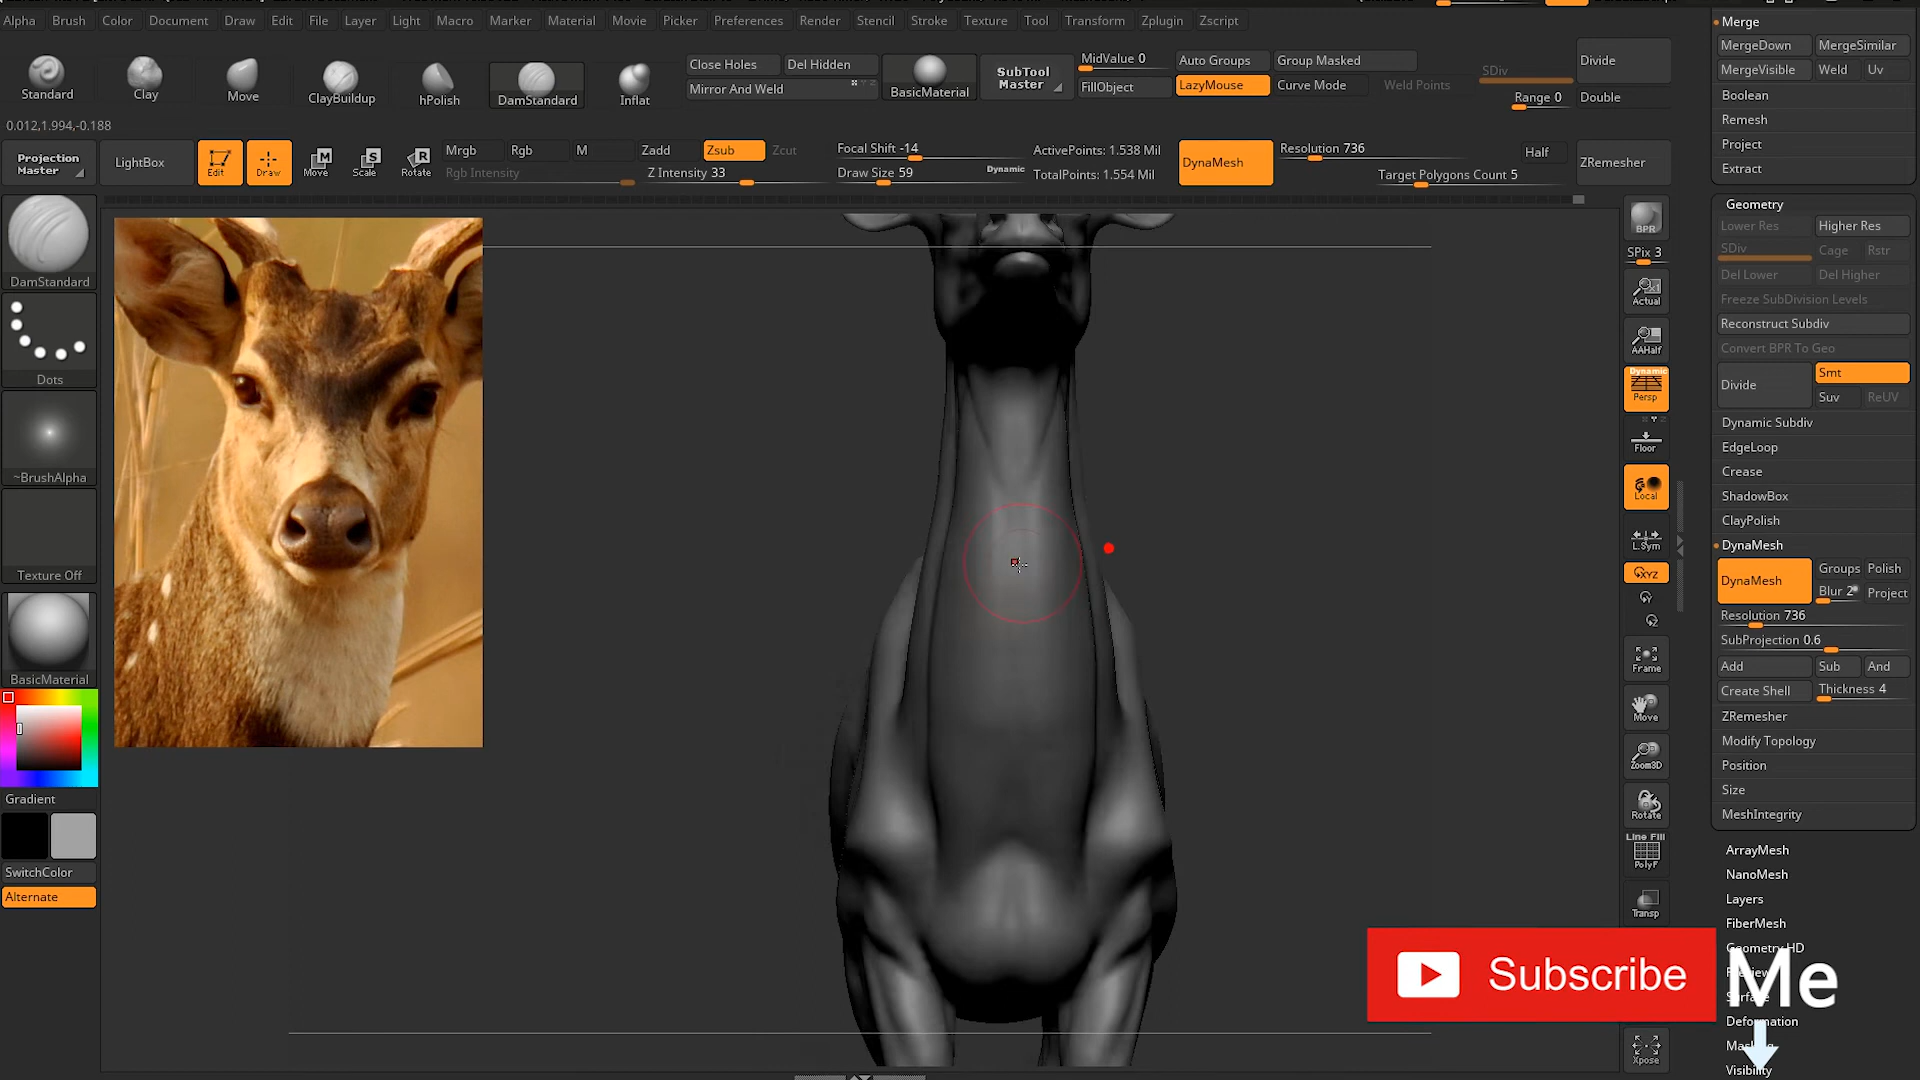 Alpha Brush Color Document Draw Edit File Layer Light Macro Marker Material Movie Picker Preferences Render Stencil Stroke Texture Tool Transform Zplugin Zscript
Standard Clay Move ClayBuildup hPolish DamStandard Inflat
Close Holes Del Hidden
Mirror And Weld
BasicMaterial
SubTool
Master
MidValue 0
FillObject
Auto Groups Group Masked
LazyMouse Curve Mode Weld Points
SDiv
Range 0
Divide
Double
0.012,1.994,-0.188
Projection
Master
LightBox
Edit Draw Move Scale Rotate
Mrgb Rgb M Zadd Zsub Zcut
Rgb Intensity Z Intensity 33
Focal Shift -14
Draw Size 59 Dynamic
ActivePoints: 1.538 Mil
TotalPoints: 1.554 Mil
DynaMesh
Resolution 736 Half
Target Polygons Count 5
ZRemesher
DamStandard
Dots
~BrushAlpha
Texture Off
BasicMaterial
Gradient
SwitchColor
Alternate
BPR
SPix 3
Actual
AAHalf
Dynamic
Persp
Floor
Local
L.Sym
XYZ
Frame
Move
Zoom3D
Rotate
Line Fill
PolyF
Transp
Xpose
Merge
MergeDown MergeSimilar
MergeVisible Weld Uv
Boolean
Remesh
Project
Extract
Geometry
Lower Res Higher Res
SDiv Cage Rstr
Del Lower Del Higher
Freeze SubDivision Levels
Reconstruct Subdiv
Convert BPR To Geo
Divide Smt
Suv ReUV
Dynamic Subdiv
EdgeLoop
Crease
ShadowBox
ClayPolish
DynaMesh
DynaMesh Groups Polish
Blur 2 Project
Resolution 736
SubProjection 0.6
Add Sub And
Create Shell Thickness 4
ZRemesher
Modify Topology
Position
Size
MeshIntegrity
ArrayMesh
NanoMesh
Layers
FiberMesh
Geometry HD
Deformation
Visibility
Subscribe Me